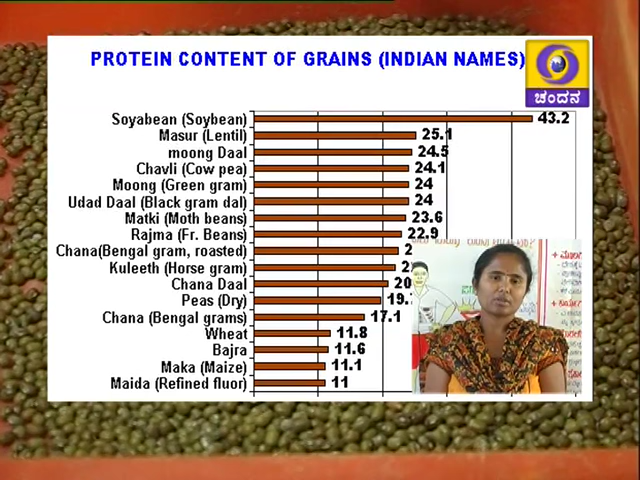 PROTEIN CONTENT OF GRAINS (INDIAN NAMES)
ಚಂದನ
Soyabean (Soybean) 43.2
Masur (Lentil) 25.1
moong Daal 24.5
Chavli (Cow pea) 24.1
Moong (Green gram) 24
Udad Daal (Black gram dal) 24
Matki (Moth beans) 23.6
Rajma (Fr. Beans) 22.9
Chana(Bengal gram, roasted)
Kuleeth (Horse gram)
Chana Daal
Peas (Dry) 19.
Chana (Bengal grams) 17.1
Wheat 11.8
Bajra 11.6
Maka (Maize) 11.1
Maida (Refined fluor) 11